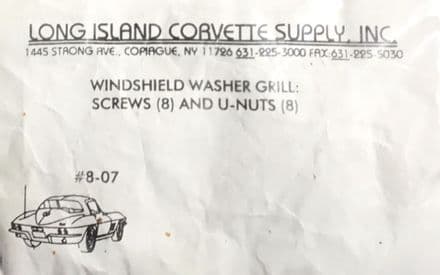 LONG ISLAND CORVETTE SUPPLY, INC.
1445 STRONG AVE., COPIAGUE, NY 11726 631-225-3000 FAX 631-225-5030
WINDSHIELD WASHER GRILL:
SCREWS (8) AND U-NUTS (8)
#8-07